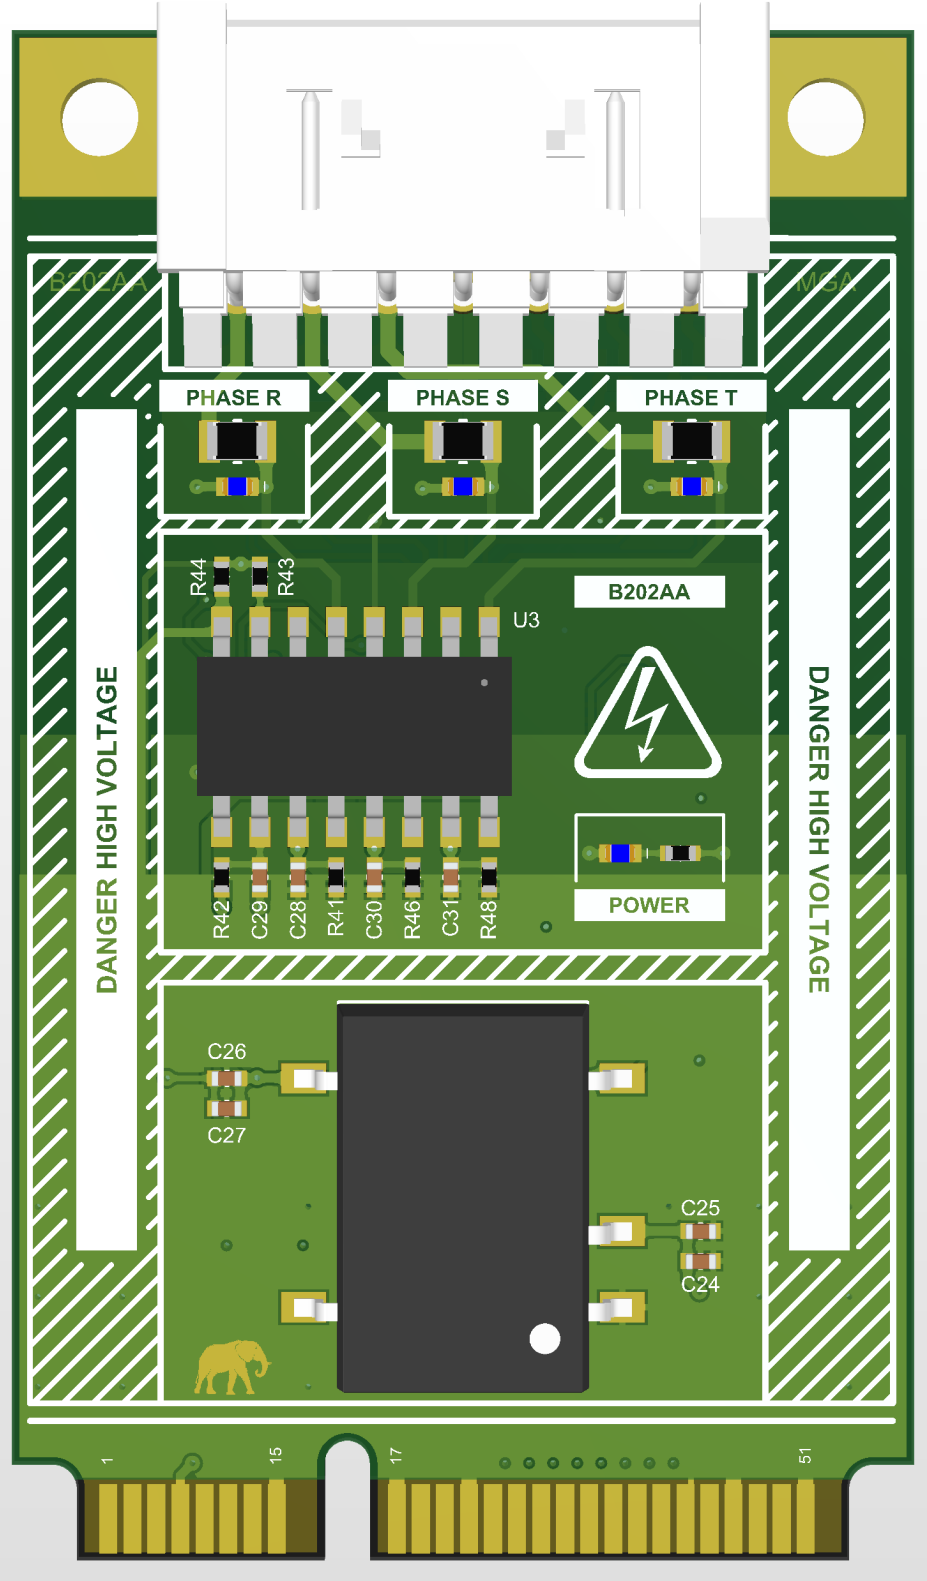 B202AA
MGA
PHASE R
PHASE S
PHASE T
R44
R43
U3
B202AA
DANGER HIGH VOLTAGE
DANGER HIGH VOLTAGE
R42
C29
C28
R41
C30
R46
C31
R48
POWER
C26
C27
C25
C24
1
15
17
51